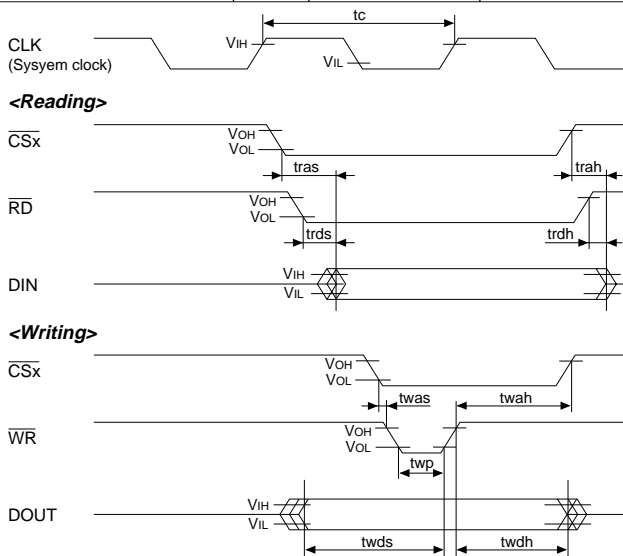 tc
CLK
VIH
VIL
(Sysyem clock)
<Reading>
CSx
VOH
VOL
tras
trah
RD
VOH
VOL
trds
trdh
DIN
VIH
VIL
<Writing>
CSx
VOH
VOL
twas
twah
WR
VOH
VOL
twp
DOUT
VIH
VIL
twds
twdh